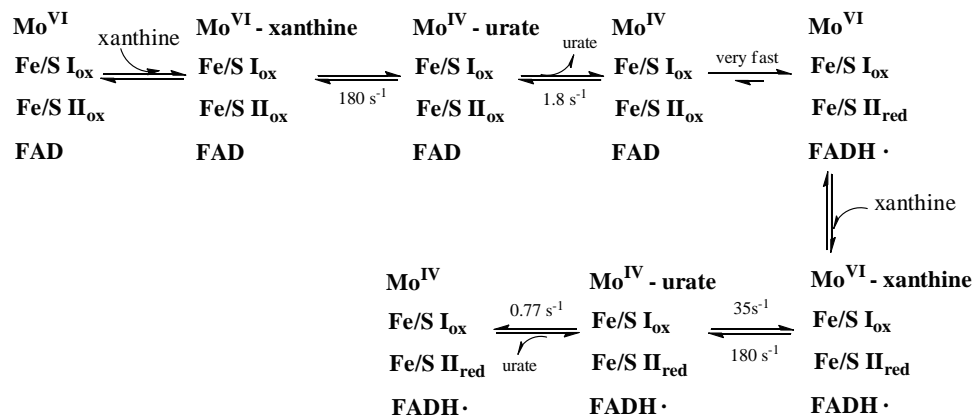 Mo^VI
xanthine
Fe/S I_ox
Fe/S II_ox
FAD
Mo^VI - xanthine
Fe/S I_ox
Fe/S II_ox
FAD
180 s^-1
Mo^IV - urate
Fe/S I_ox
Fe/S II_ox
FAD
urate
1.8 s^-1
Mo^IV
Fe/S I_ox
Fe/S II_ox
FAD
very fast
Mo^VI
Fe/S I_ox
Fe/S II_red
FADH ·
xanthine
Mo^VI - xanthine
Fe/S I_ox
Fe/S II_red
FADH ·
35s^-1
180 s^-1
Mo^IV - urate
Fe/S I_ox
Fe/S II_red
FADH ·
0.77 s^-1
urate
Mo^IV
Fe/S I_ox
Fe/S II_red
FADH ·